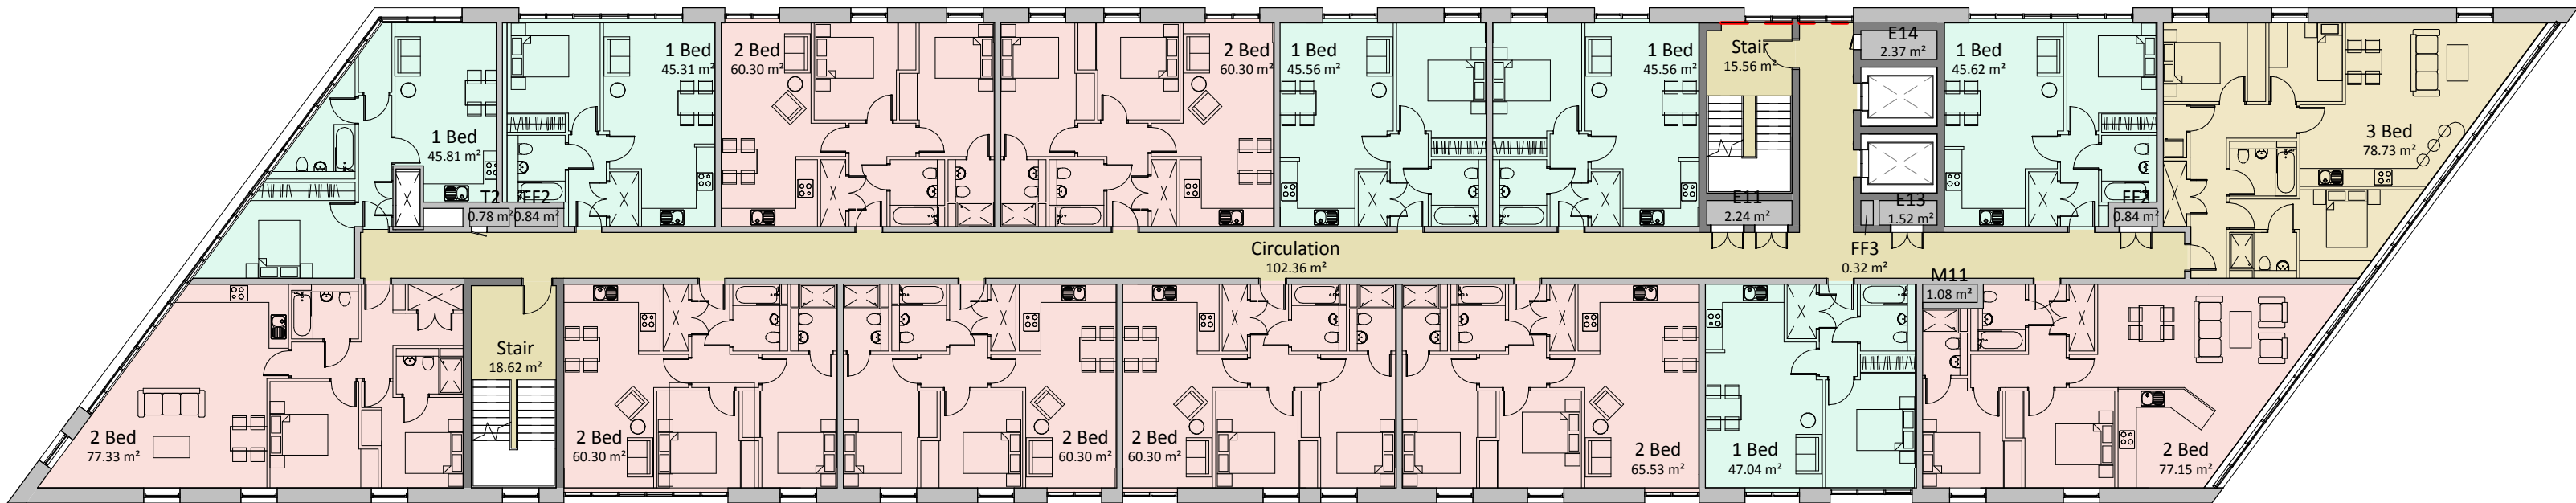 1 Bed
45.81 m²
1 Bed
45.31 m²
2 Bed
60.30 m²
2 Bed
60.30 m²
1 Bed
45.56 m²
1 Bed
45.56 m²
Stair
15.56 m²
E14
2.37 m²
1 Bed
45.62 m²
3 Bed
78.73 m²
T2
0.78 m²
FF2
0.84 m²
E11
2.24 m²
E13
1.52 m²
0.84 m²
Circulation
102.36 m²
FF3
0.32 m²
M11
1.08 m²
2 Bed
77.33 m²
Stair
18.62 m²
2 Bed
60.30 m²
2 Bed
60.30 m²
2 Bed
60.30 m²
2 Bed
65.53 m²
1 Bed
47.04 m²
2 Bed
77.15 m²